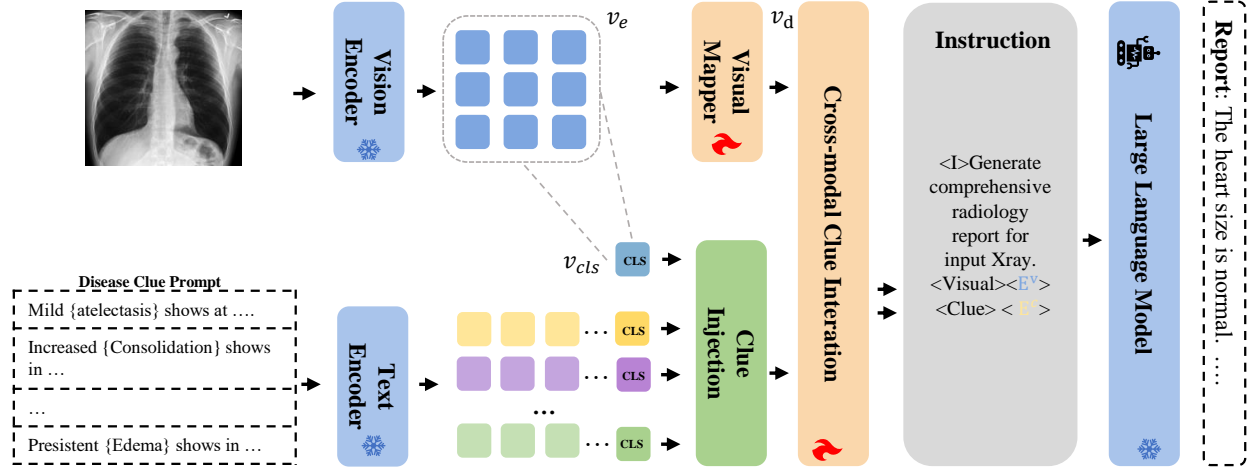 Vision
Encoder
v_e
Visual
Mapper
v_d
Cross-modal Clue Interation
Instruction
<I>Generate
comprehensive
radiology
report for
input Xray.
<Visual><E^v>
<Clue> < E^c>
Large Language Model
Report: The heart size is normal. ....
v_cls
CLS
Disease Clue Prompt
Mild {atelectasis} shows at ….
Increased {Consolidation} shows
in …
…
Presistent {Edema} shows in …
Text
Encoder
... CLS
... CLS
...
... CLS
Clue
Injection